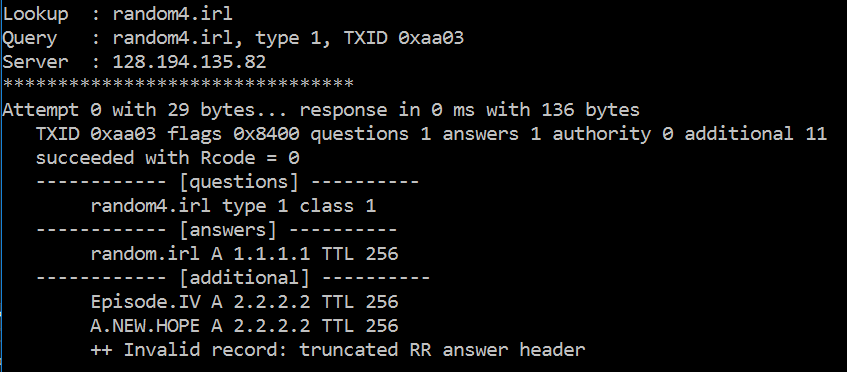 Lookup  : random4.irl
Query   : random4.irl, type 1, TXID 0xaa03
Server  : 128.194.135.82
********************************
Attempt 0 with 29 bytes... response in 0 ms with 136 bytes
   TXID 0xaa03 flags 0x8400 questions 1 answers 1 authority 0 additional 11
   succeeded with Rcode = 0
   ------------ [questions] ----------
        random4.irl type 1 class 1
   ------------ [answers] ----------
        random.irl A 1.1.1.1 TTL 256
   ------------ [additional] ----------
        Episode.IV A 2.2.2.2 TTL 256
        A.NEW.HOPE A 2.2.2.2 TTL 256
        ++ Invalid record: truncated RR answer header